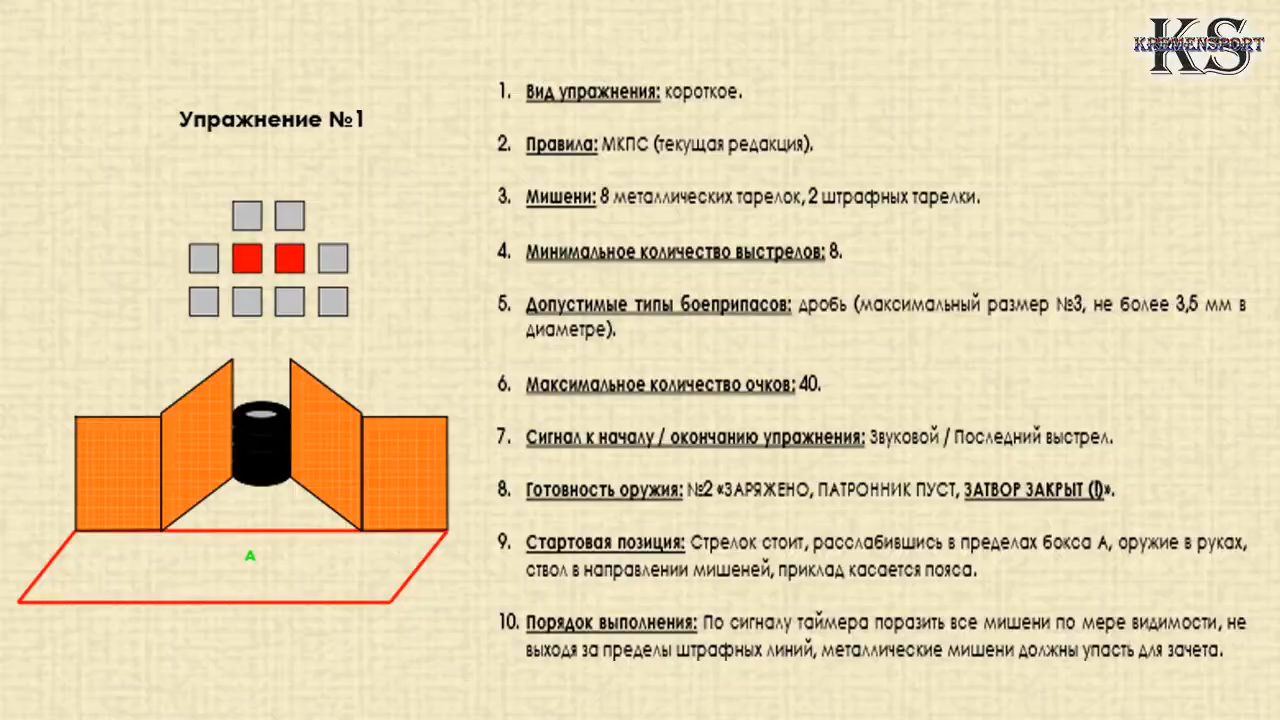 KS
KREMENSPORT
Упражнение №1
А
1. Вид упражнения: короткое.
2. Правила: МКПС (текущая редакция).
3. Мишени: 8 металлических тарелок, 2 штрафных тарелки.
4. Минимальное количество выстрелов: 8.
5. Допустимые типы боеприпасов: дробь (максимальный размер №3, не более 3,5 мм в
диаметре).
6. Максимальное количество очков: 40.
7. Сигнал к началу / окончанию упражнения: Звуковой / Последний выстрел.
8. Готовность оружия: №2 «ЗАРЯЖЕНО, ПАТРОННИК ПУСТ, ЗАТВОР ЗАКРЫТ (!)».
9. Стартовая позиция: Стрелок стоит, расслабившись в пределах бокса А, оружие в руках,
ствол в направлении мишеней, приклад касается пояса.
10. Порядок выполнения: По сигналу таймера поразить все мишени по мере видимости, не
выходя за пределы штрафных линий, металлические мишени должны упасть для зачета.